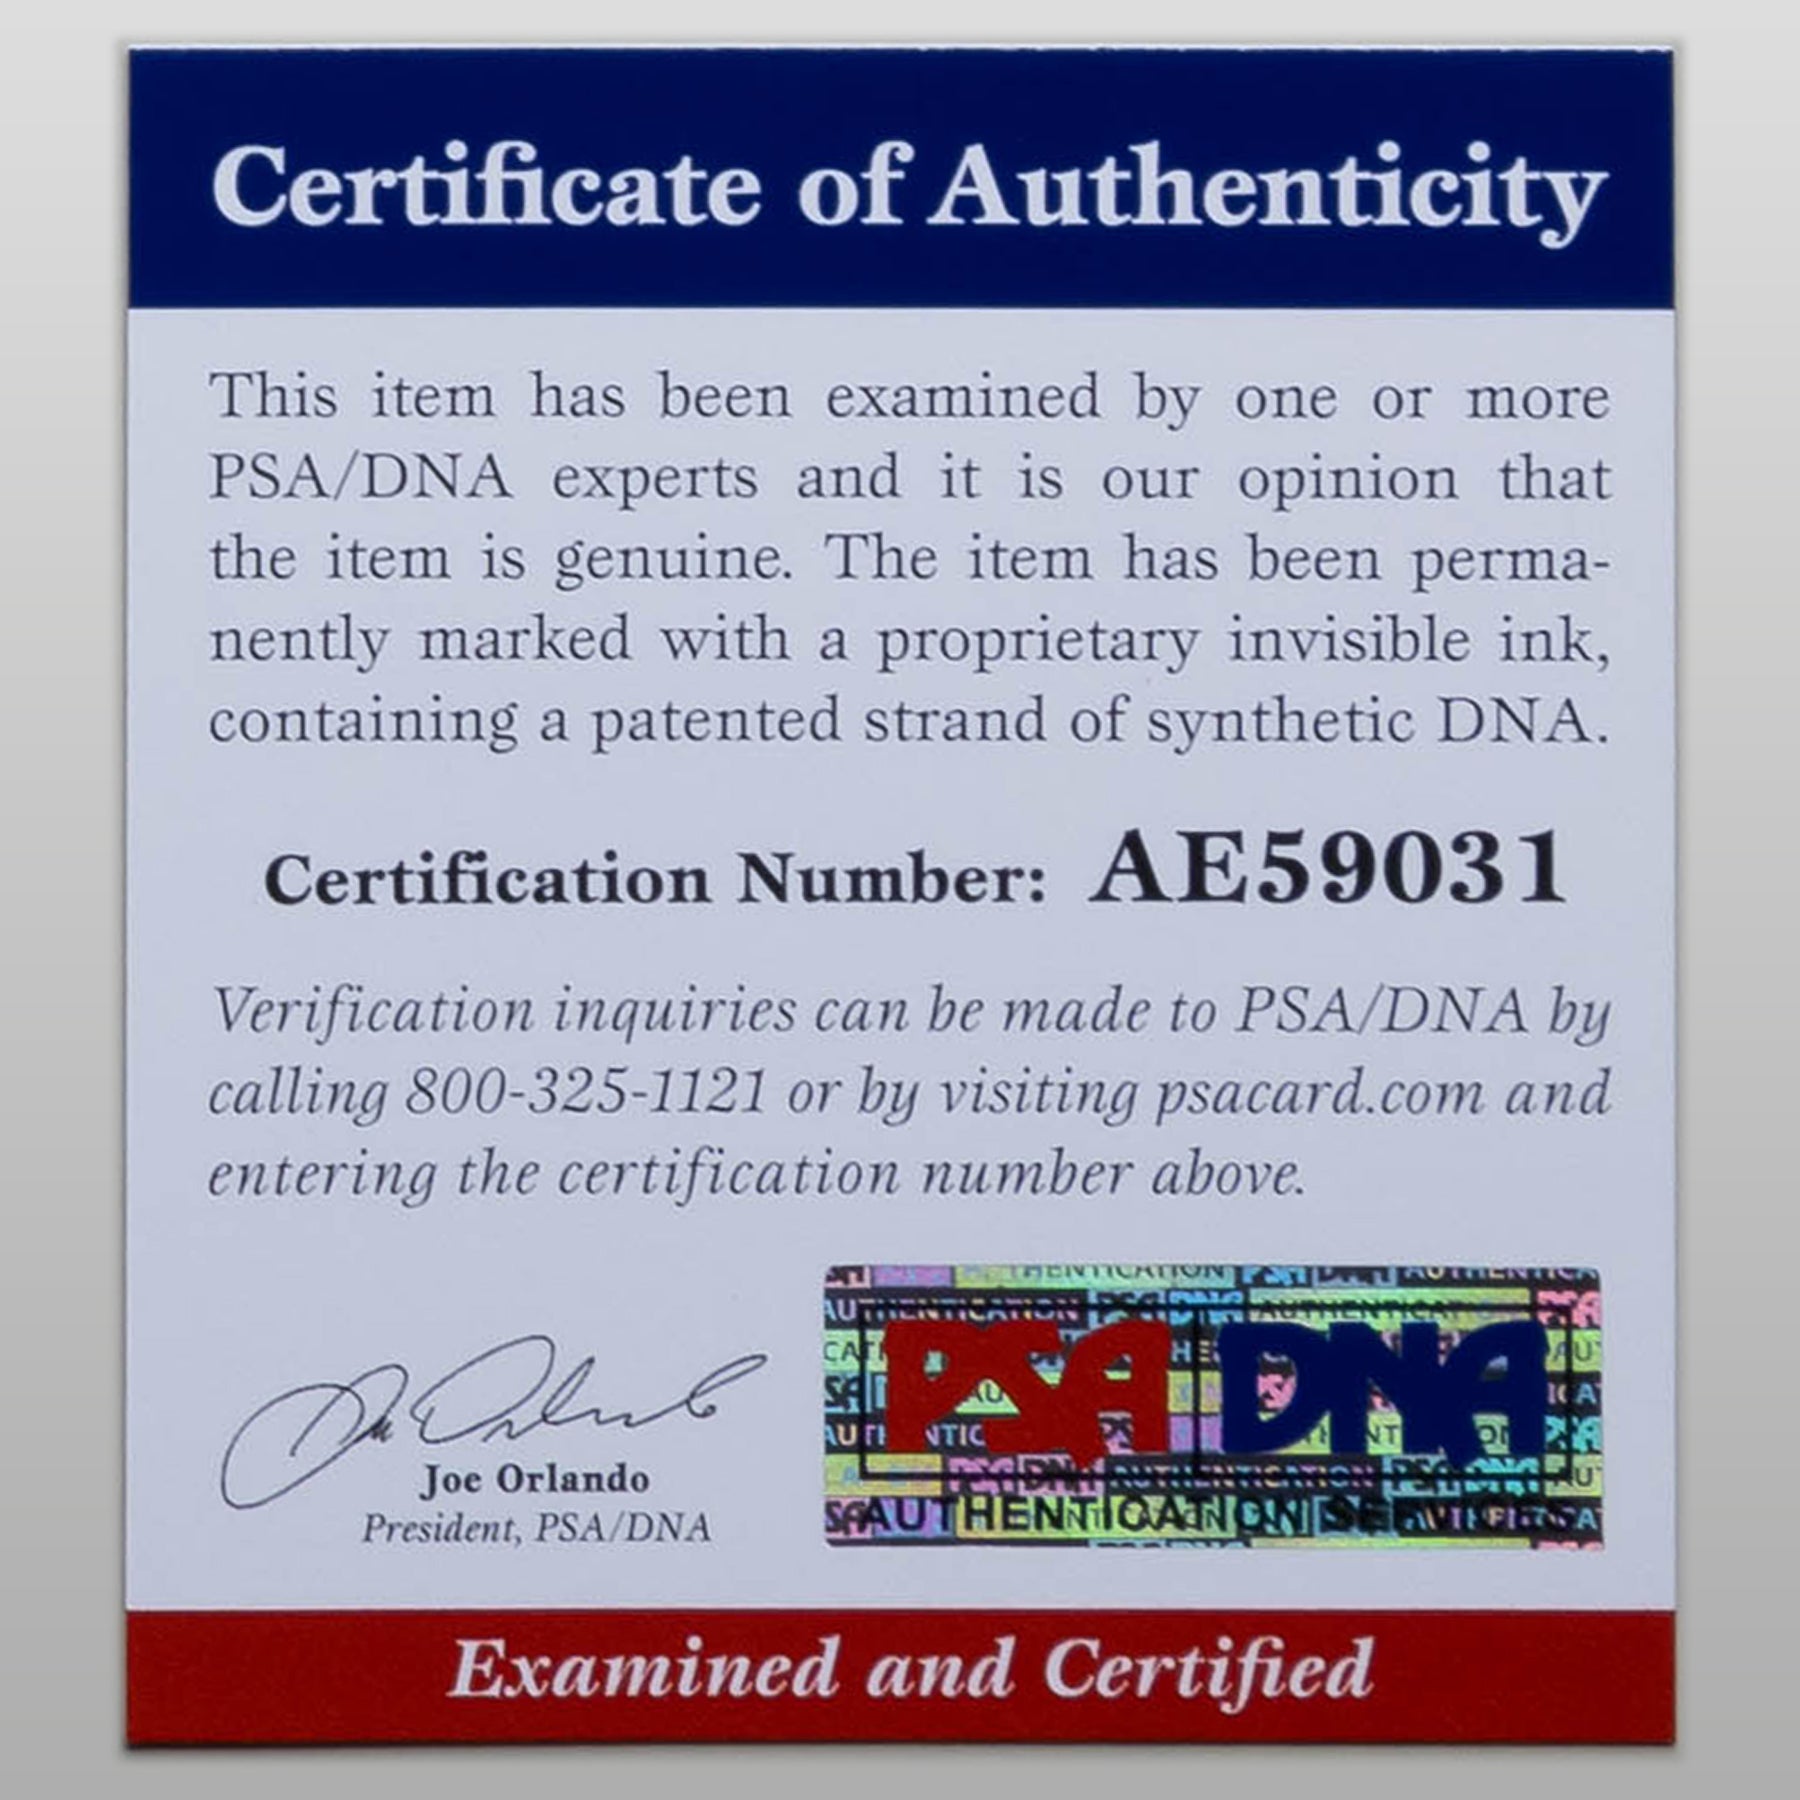 Certificate of Authenticity
This item has been examined by one or more
PSA/DNA experts and it is our opinion that
the item is genuine. The item has been perma-
nently marked with a proprietary invisible ink,
containing a patented strand of synthetic DNA.
Certification Number: AE59031
Verification inquiries can be made to PSA/DNA by
calling 800-325-1121 or by visiting psacard.com and
entering the certification number above.
Joe Orlando
President, PSA/DNA
PSA DNA
AUTHENTICATION SERVICES
Examined and Certified